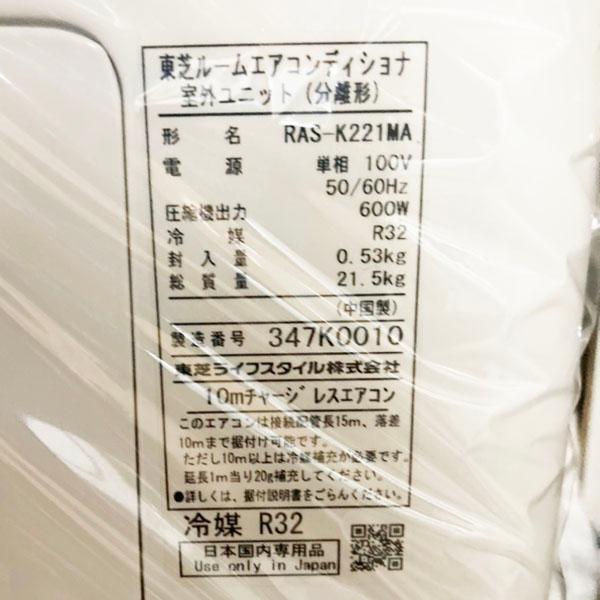 東芝ルームエアコンディショナ
室外ユニット(分離形)
形名 RAS-K221MA
電源 単相 100V
50/60Hz
圧縮機出力 600W
冷媒 R32
封入量 0.53kg
総質量 21.5kg
(中国製)
製造番号 347K0010
東芝ライフスタイル株式会社
10mチャージレスエアコン
このエアコンは接続配管長15m、落差
10mまで据付け可能です。
ただし10m以上は冷媒補充が必要です。
延長1m当り20g補充してください。
●詳しくは、据付説明書をごらんください。
冷媒 R32
日本国内専用品
Use only in Japan